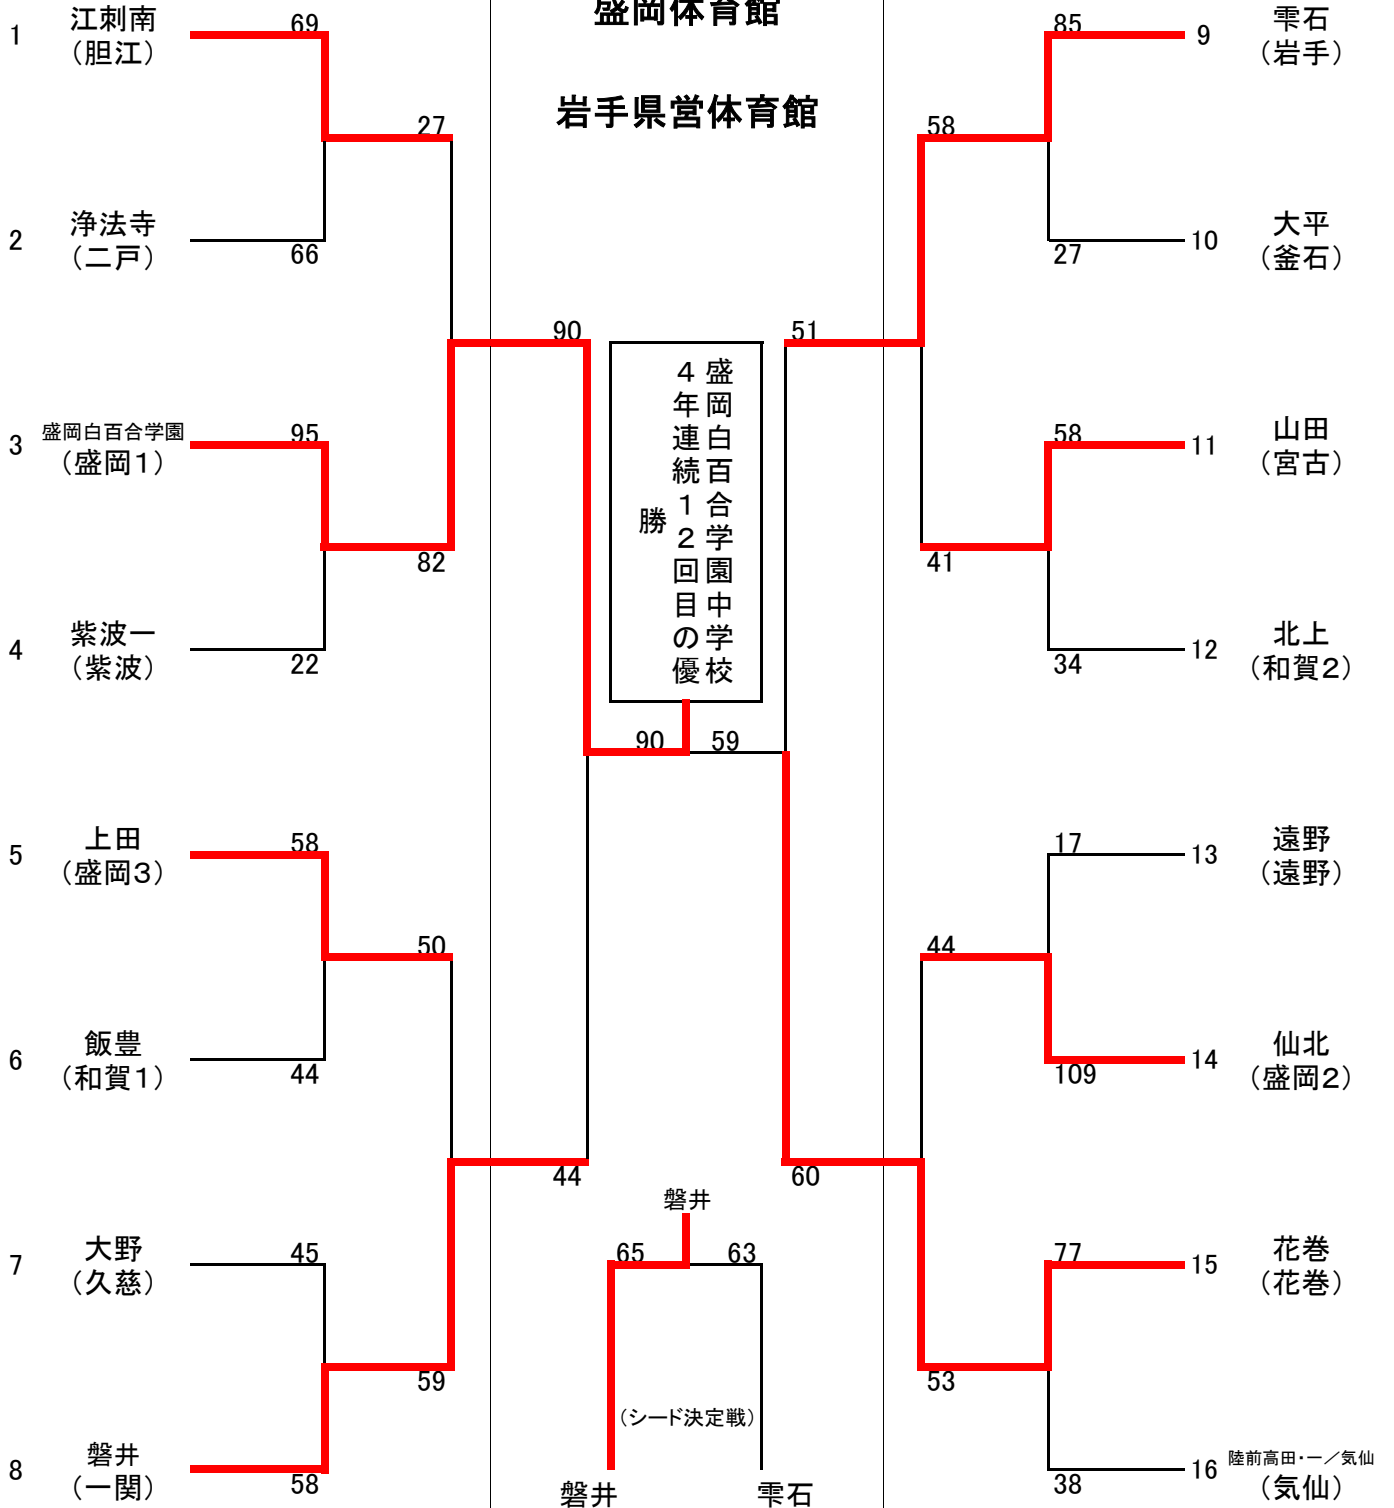 盛岡体育館
岩手県営体育館
1
江刺南
（胆江）
69
27
2
浄法寺
（二戸）
66
90
3
盛岡白百合学園
（盛岡1）
95
82
4
紫波一
（紫波）
22
5
上田
（盛岡3）
58
50
6
飯豊
（和賀1）
44
44
7
大野
（久慈）
45
59
8
磐井
（一関）
58
盛岡白百合学園中学校
４年連続１２回目の優
勝
90
59
磐井
65
63
（シード決定戦）
磐井
雫石
85
9
雫石
（岩手）
58
27
10
大平
（釜石）
51
58
11
山田
（宮古）
41
34
12
北上
（和賀2）
17
13
遠野
（遠野）
44
109
14
仙北
（盛岡2）
60
77
15
花巻
（花巻）
53
38
16
陸前高田・一／気仙
（気仙）